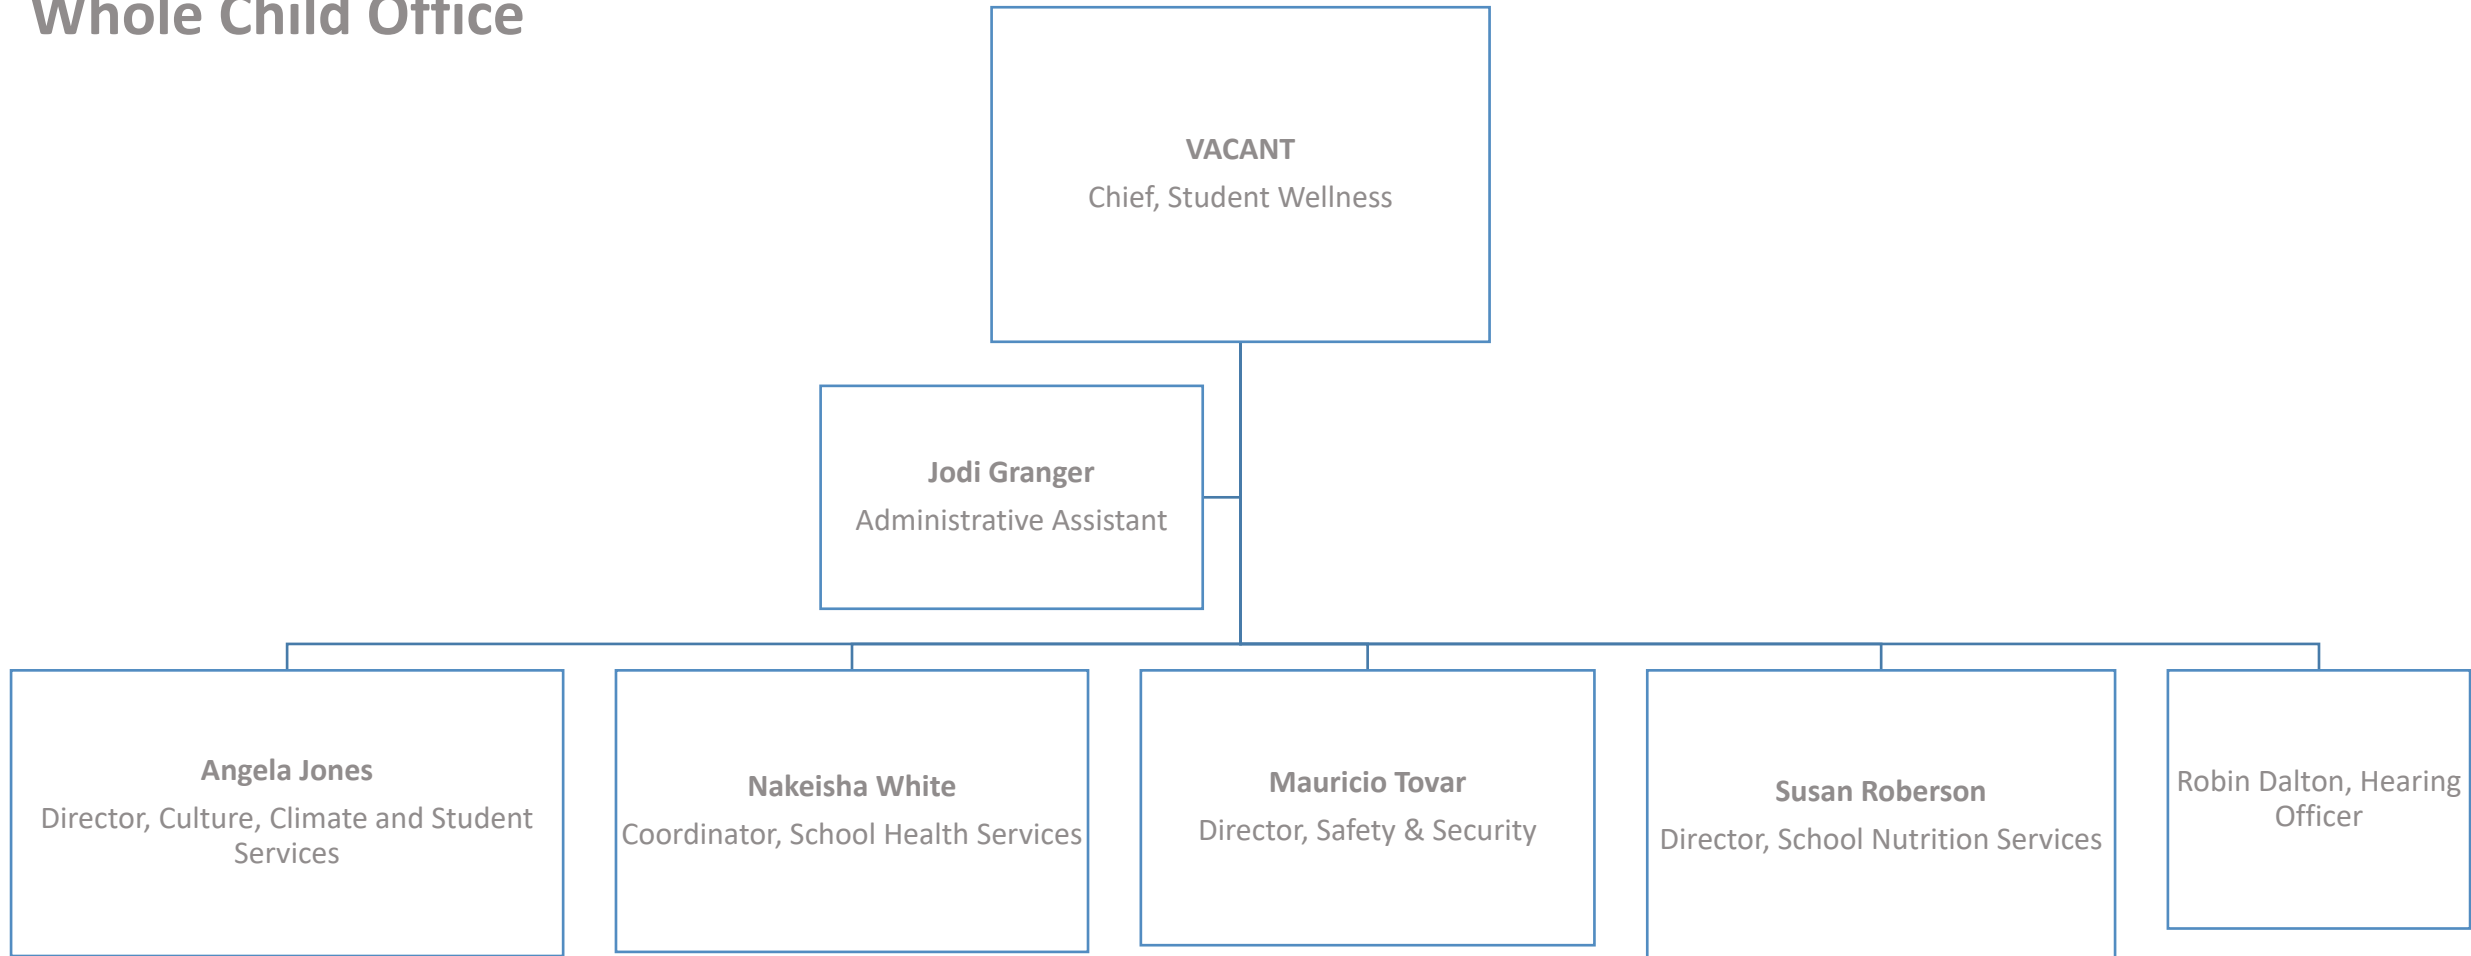 Whole Child Office
VACANT
Chief, Student Wellness
Jodi Granger
Administrative Assistant
Angela Jones
Director, Culture, Climate and Student
Services
Nakeisha White
Coordinator, School Health Services
Mauricio Tovar
Director, Safety & Security
Susan Roberson
Director, School Nutrition Services
Robin Dalton, Hearing
Officer